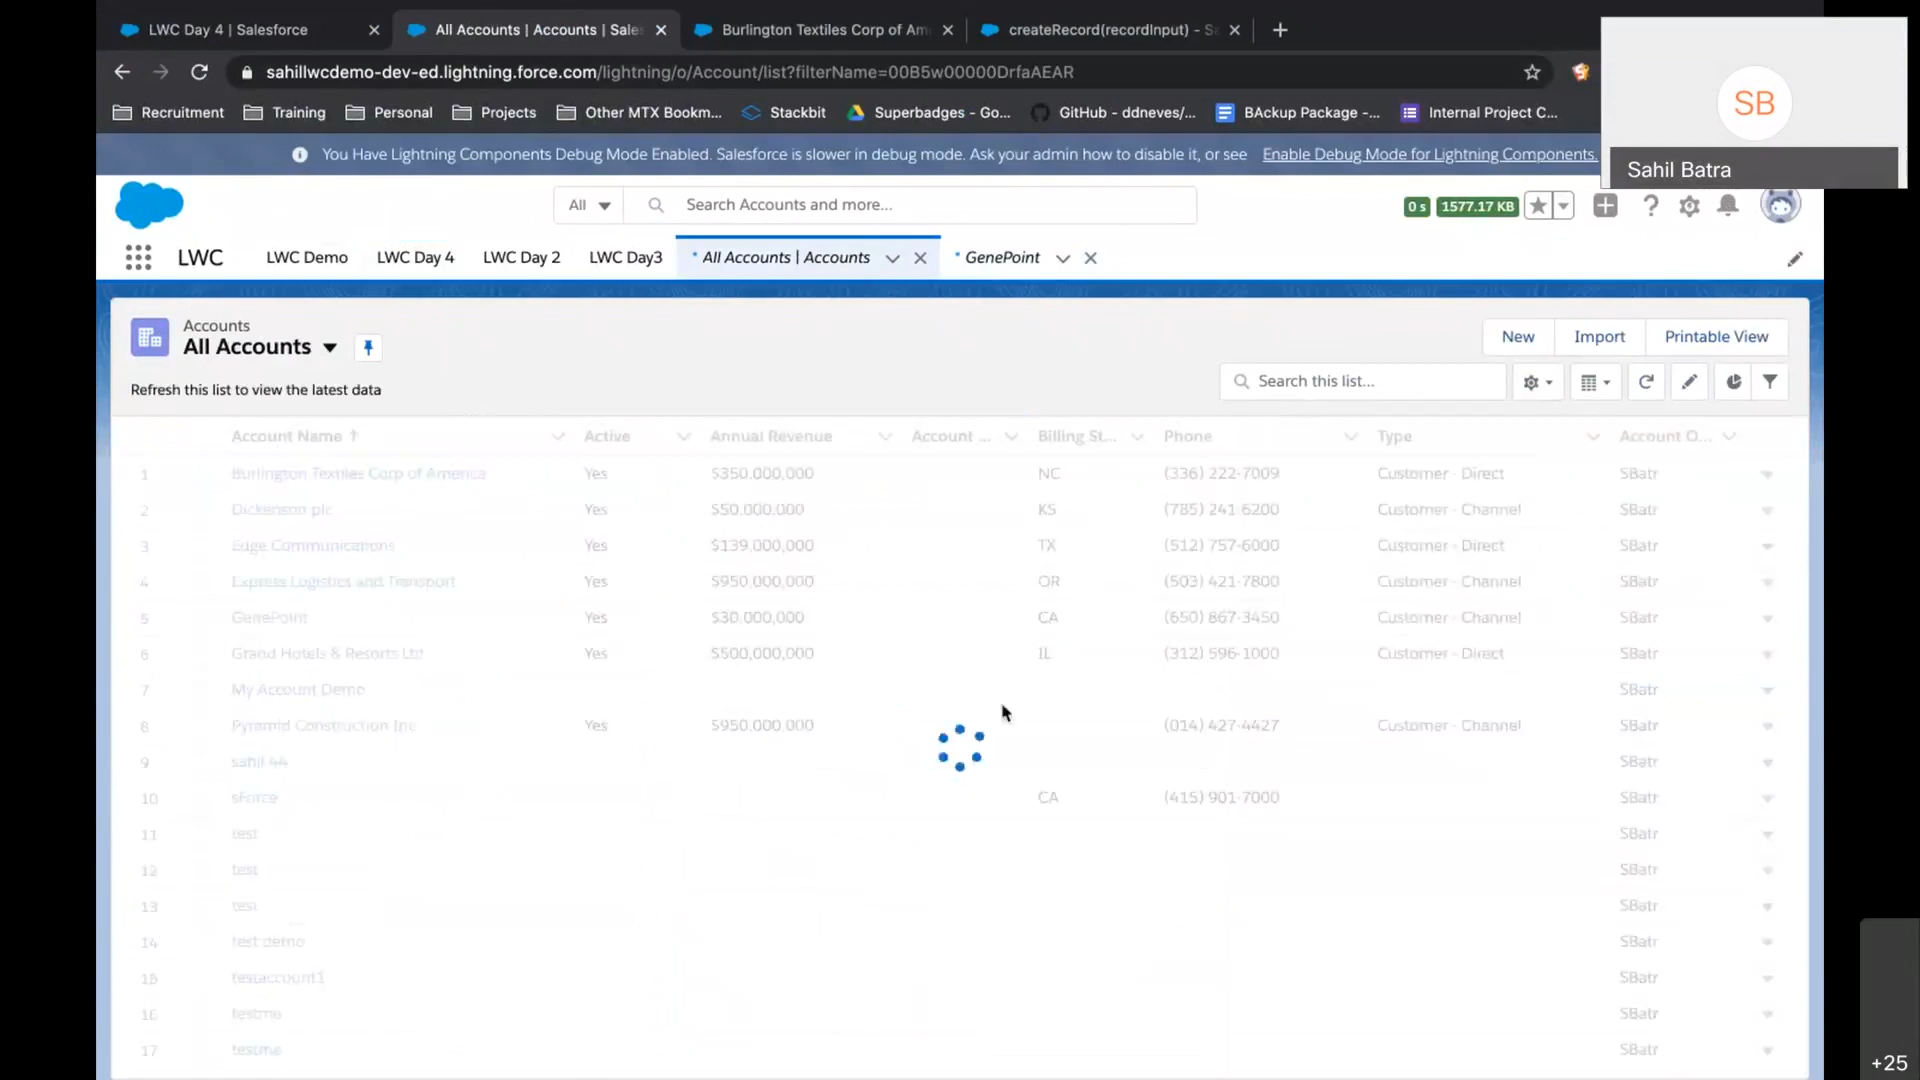 LWC Day 4 | Salesforce
All Accounts | Accounts | Sales
Burlington Textiles Corp of Am
createRecord(recordInput) - Sa
sahillwcdemo-dev-ed.lightning.force.com/lightning/o/Account/list?filterName=00B5w00000DrfaAEAR
Recruitment Training Personal Projects Other MTX Bookm... Stackbit Superbadges - Go... GitHub - ddneves/... BAckup Package -... Internal Project C...
SB
Sahil Batra
You Have Lightning Components Debug Mode Enabled. Salesforce is slower in debug mode. Ask your admin how to disable it, or see Enable Debug Mode for Lightning Components.
All Search Accounts and more... 0 s 1577.17 KB
LWC LWC Demo LWC Day 4 LWC Day 2 LWC Day3 * All Accounts | Accounts * GenePoint
Accounts
All Accounts
New Import Printable View
Refresh this list to view the latest data
Search this list...
Account Name Active Annual Revenue Account ... Billing St... Phone Type Account O...
1 Burlington Textiles Corp of America Yes $350,000,000 NC (336) 222-7009 Customer - Direct SBatr
2 Dickenson plc Yes $50,000,000 KS (785) 241-6200 Customer - Channel SBatr
3 Edge Communications Yes $139,000,000 TX (512) 757-6000 Customer - Direct SBatr
4 Express Logistics and Transport Yes $950,000,000 OR (503) 421-7800 Customer - Channel SBatr
5 GenePoint Yes $30,000,000 CA (650) 867-3450 Customer - Channel SBatr
6 Grand Hotels & Resorts Ltd Yes $500,000,000 IL (312) 596-1000 Customer - Direct SBatr
7 My Account Demo SBatr
8 Pyramid Construction Inc. Yes $950,000,000 (014) 427-4427 Customer - Channel SBatr
9 sahil 44 SBatr
10 sForce CA (415) 901-7000 SBatr
11 test SBatr
12 test SBatr
13 test SBatr
14 test demo SBatr
15 testaccount1 SBatr
16 testme SBatr
17 testme SBatr
+25